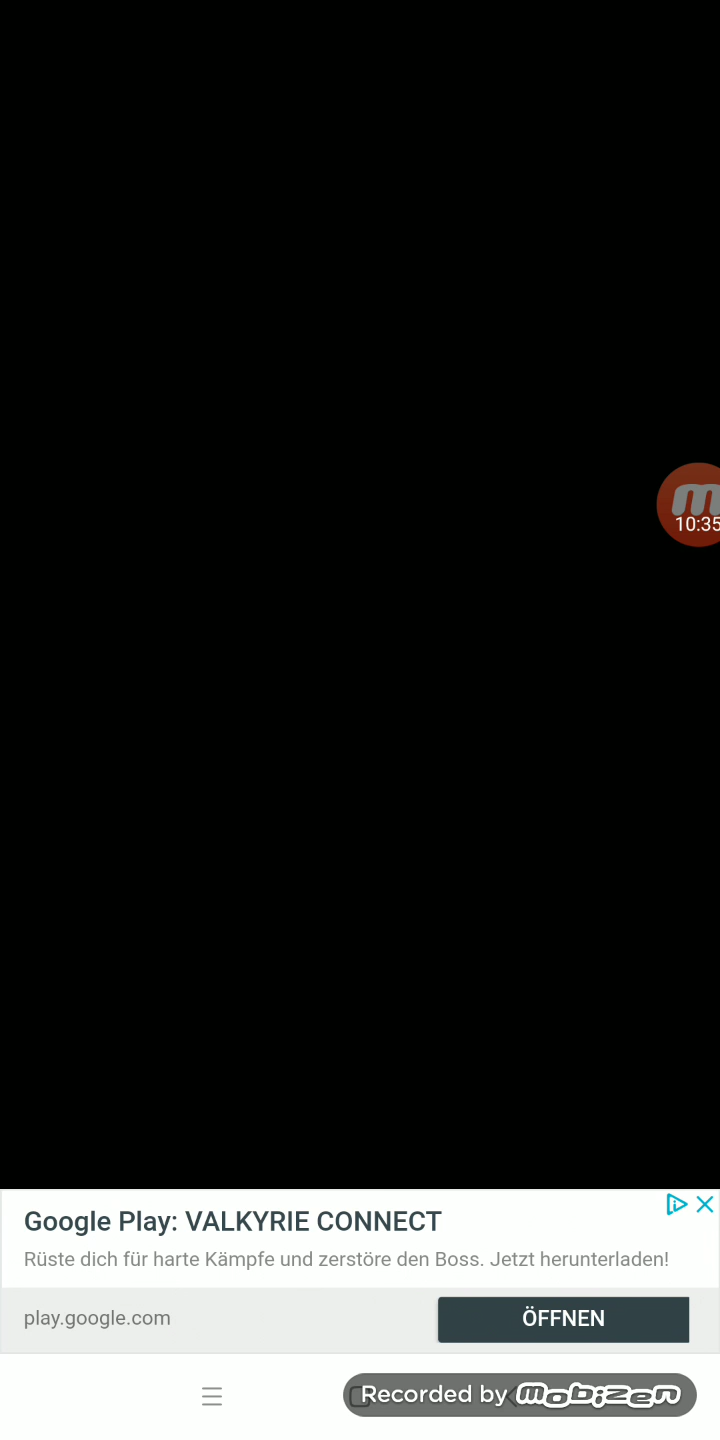 10:35
Google Play: VALKYRIE CONNECT
Rüste dich für harte Kämpfe und zerstöre den Boss. Jetzt herunterladen!
play.google.com
ÖFFNEN
Recorded by mobizen